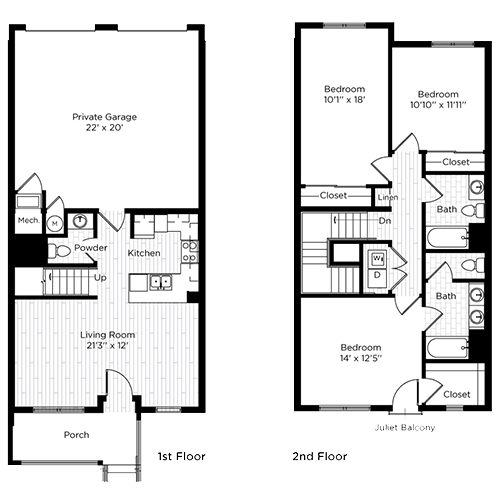 Private Garage
22' x 20'
Mech.
M
Powder
Kitchen
Up
Living Room
21'3" x 12'
Porch
1st Floor
Bedroom
10'1" x 18'
Bedroom
10'10" x 11'11"
Closet
Closet
Linen
Bath
Dn
W
D
Bath
Bedroom
14' x 12'5"
Closet
Juliet Balcony
2nd Floor